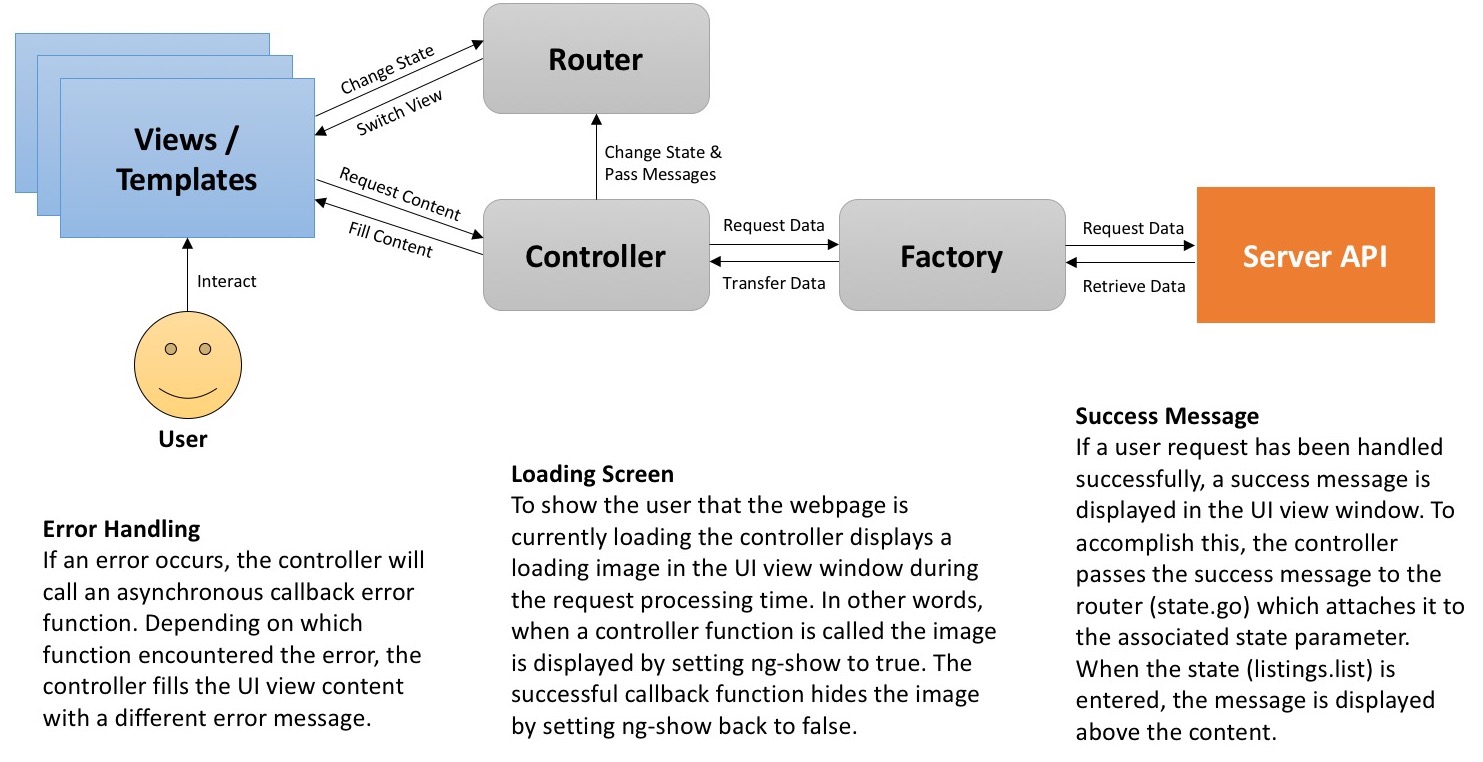 Router
Change State
Switch View
Views /
Templates
Change State &
Pass Messages
Request Content
Fill Content
Controller
Request Data
Transfer Data
Factory
Request Data
Retrieve Data
Server API
Interact
User
Error Handling
If an error occurs, the controller will
call an asynchronous callback error
function. Depending on which
function encountered the error, the
controller fills the UI view content
with a different error message.
Loading Screen
To show the user that the webpage is
currently loading the controller displays a
loading image in the UI view window during
the request processing time. In other words,
when a controller function is called the image
is displayed by setting ng-show to true. The
successful callback function hides the image
by setting ng-show back to false.
Success Message
If a user request has been handled
successfully, a success message is
displayed in the UI view window. To
accomplish this, the controller
passes the success message to the
router (state.go) which attaches it to
the associated state parameter.
When the state (listings.list) is
entered, the message is displayed
above the content.